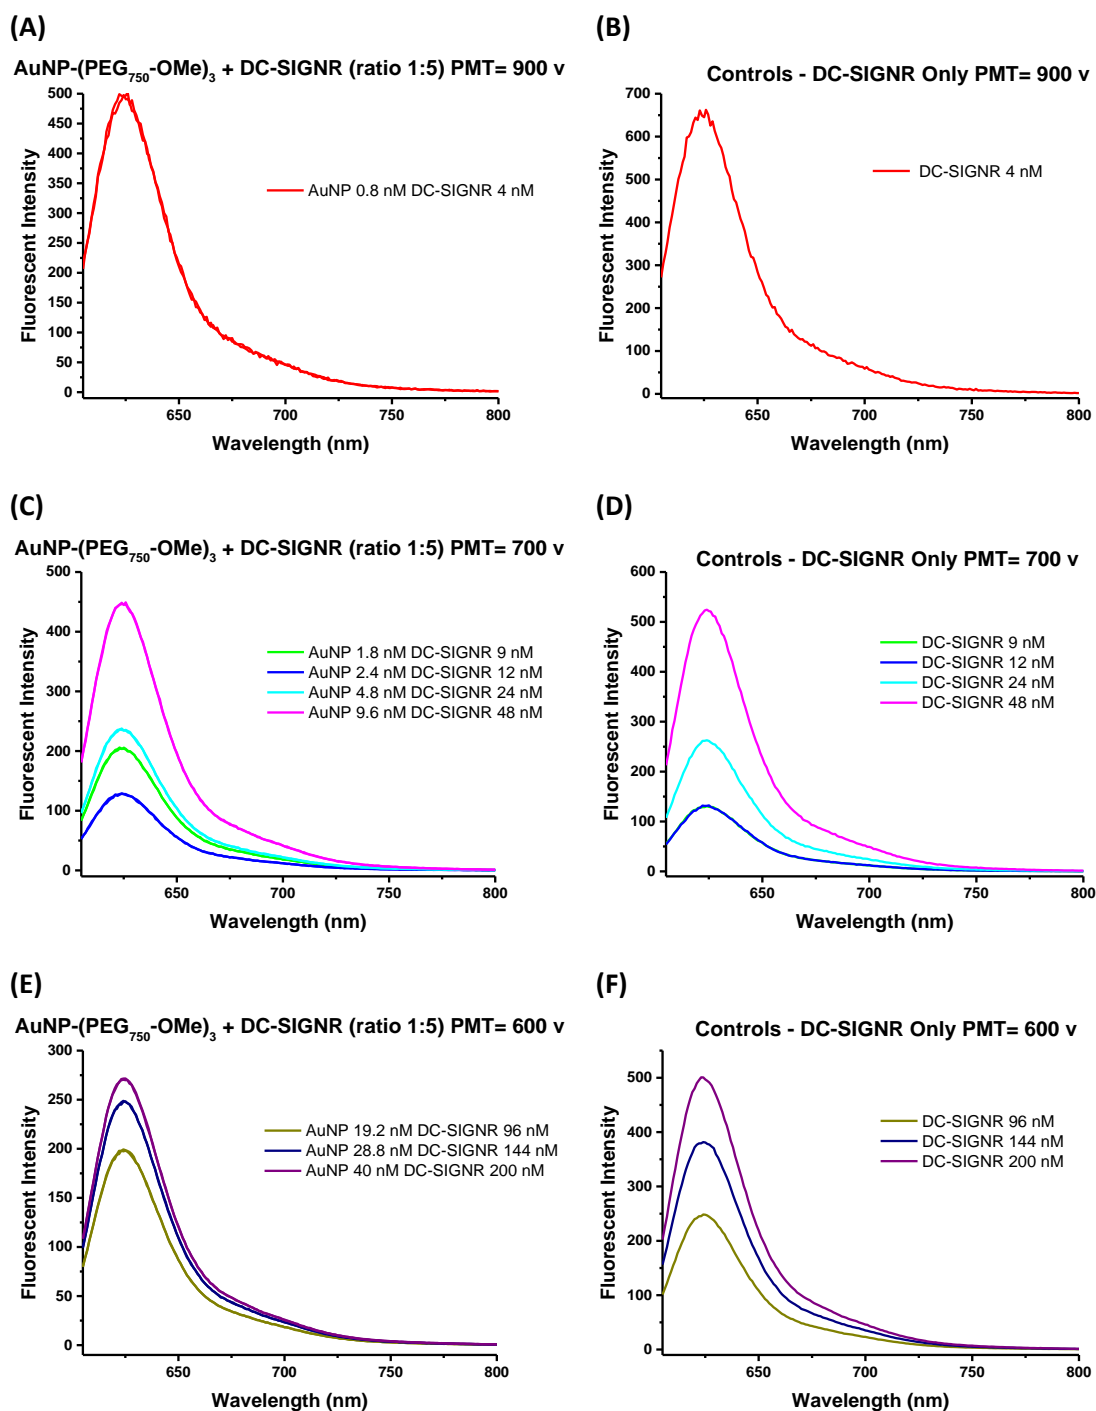 (A)
AuNP-(PEG₇₅₀-OMe)₃ + DC-SIGNR (ratio 1:5) PMT= 900 v
500
450
400
350
300
250
200
150
100
50
0
Fluorescent Intensity
AuNP 0.8 nM DC-SIGNR 4 nM
650
700
750
800
Wavelength (nm)
(B)
Controls - DC-SIGNR Only PMT= 900 v
700
600
500
400
300
200
100
0
Fluorescent Intensity
DC-SIGNR 4 nM
650
700
750
800
Wavelength (nm)
(C)
AuNP-(PEG₇₅₀-OMe)₃ + DC-SIGNR (ratio 1:5) PMT= 700 v
500
400
300
200
100
0
Fluorescent Intensity
AuNP 1.8 nM DC-SIGNR 9 nM
AuNP 2.4 nM DC-SIGNR 12 nM
AuNP 4.8 nM DC-SIGNR 24 nM
AuNP 9.6 nM DC-SIGNR 48 nM
650
700
750
800
Wavelength (nm)
(D)
Controls - DC-SIGNR Only PMT= 700 v
600
500
400
300
200
100
0
Fluorescent Intensity
DC-SIGNR 9 nM
DC-SIGNR 12 nM
DC-SIGNR 24 nM
DC-SIGNR 48 nM
650
700
750
800
Wavelength (nm)
(E)
AuNP-(PEG₇₅₀-OMe)₃ + DC-SIGNR (ratio 1:5) PMT= 600 v
300
250
200
150
100
50
0
Fluorescent Intensity
AuNP 19.2 nM DC-SIGNR 96 nM
AuNP 28.8 nM DC-SIGNR 144 nM
AuNP 40 nM DC-SIGNR 200 nM
650
700
750
800
Wavelength (nm)
(F)
Controls - DC-SIGNR Only PMT= 600 v
500
400
300
200
100
0
Fluorescent Intensity
DC-SIGNR 96 nM
DC-SIGNR 144 nM
DC-SIGNR 200 nM
650
700
750
800
Wavelength (nm)